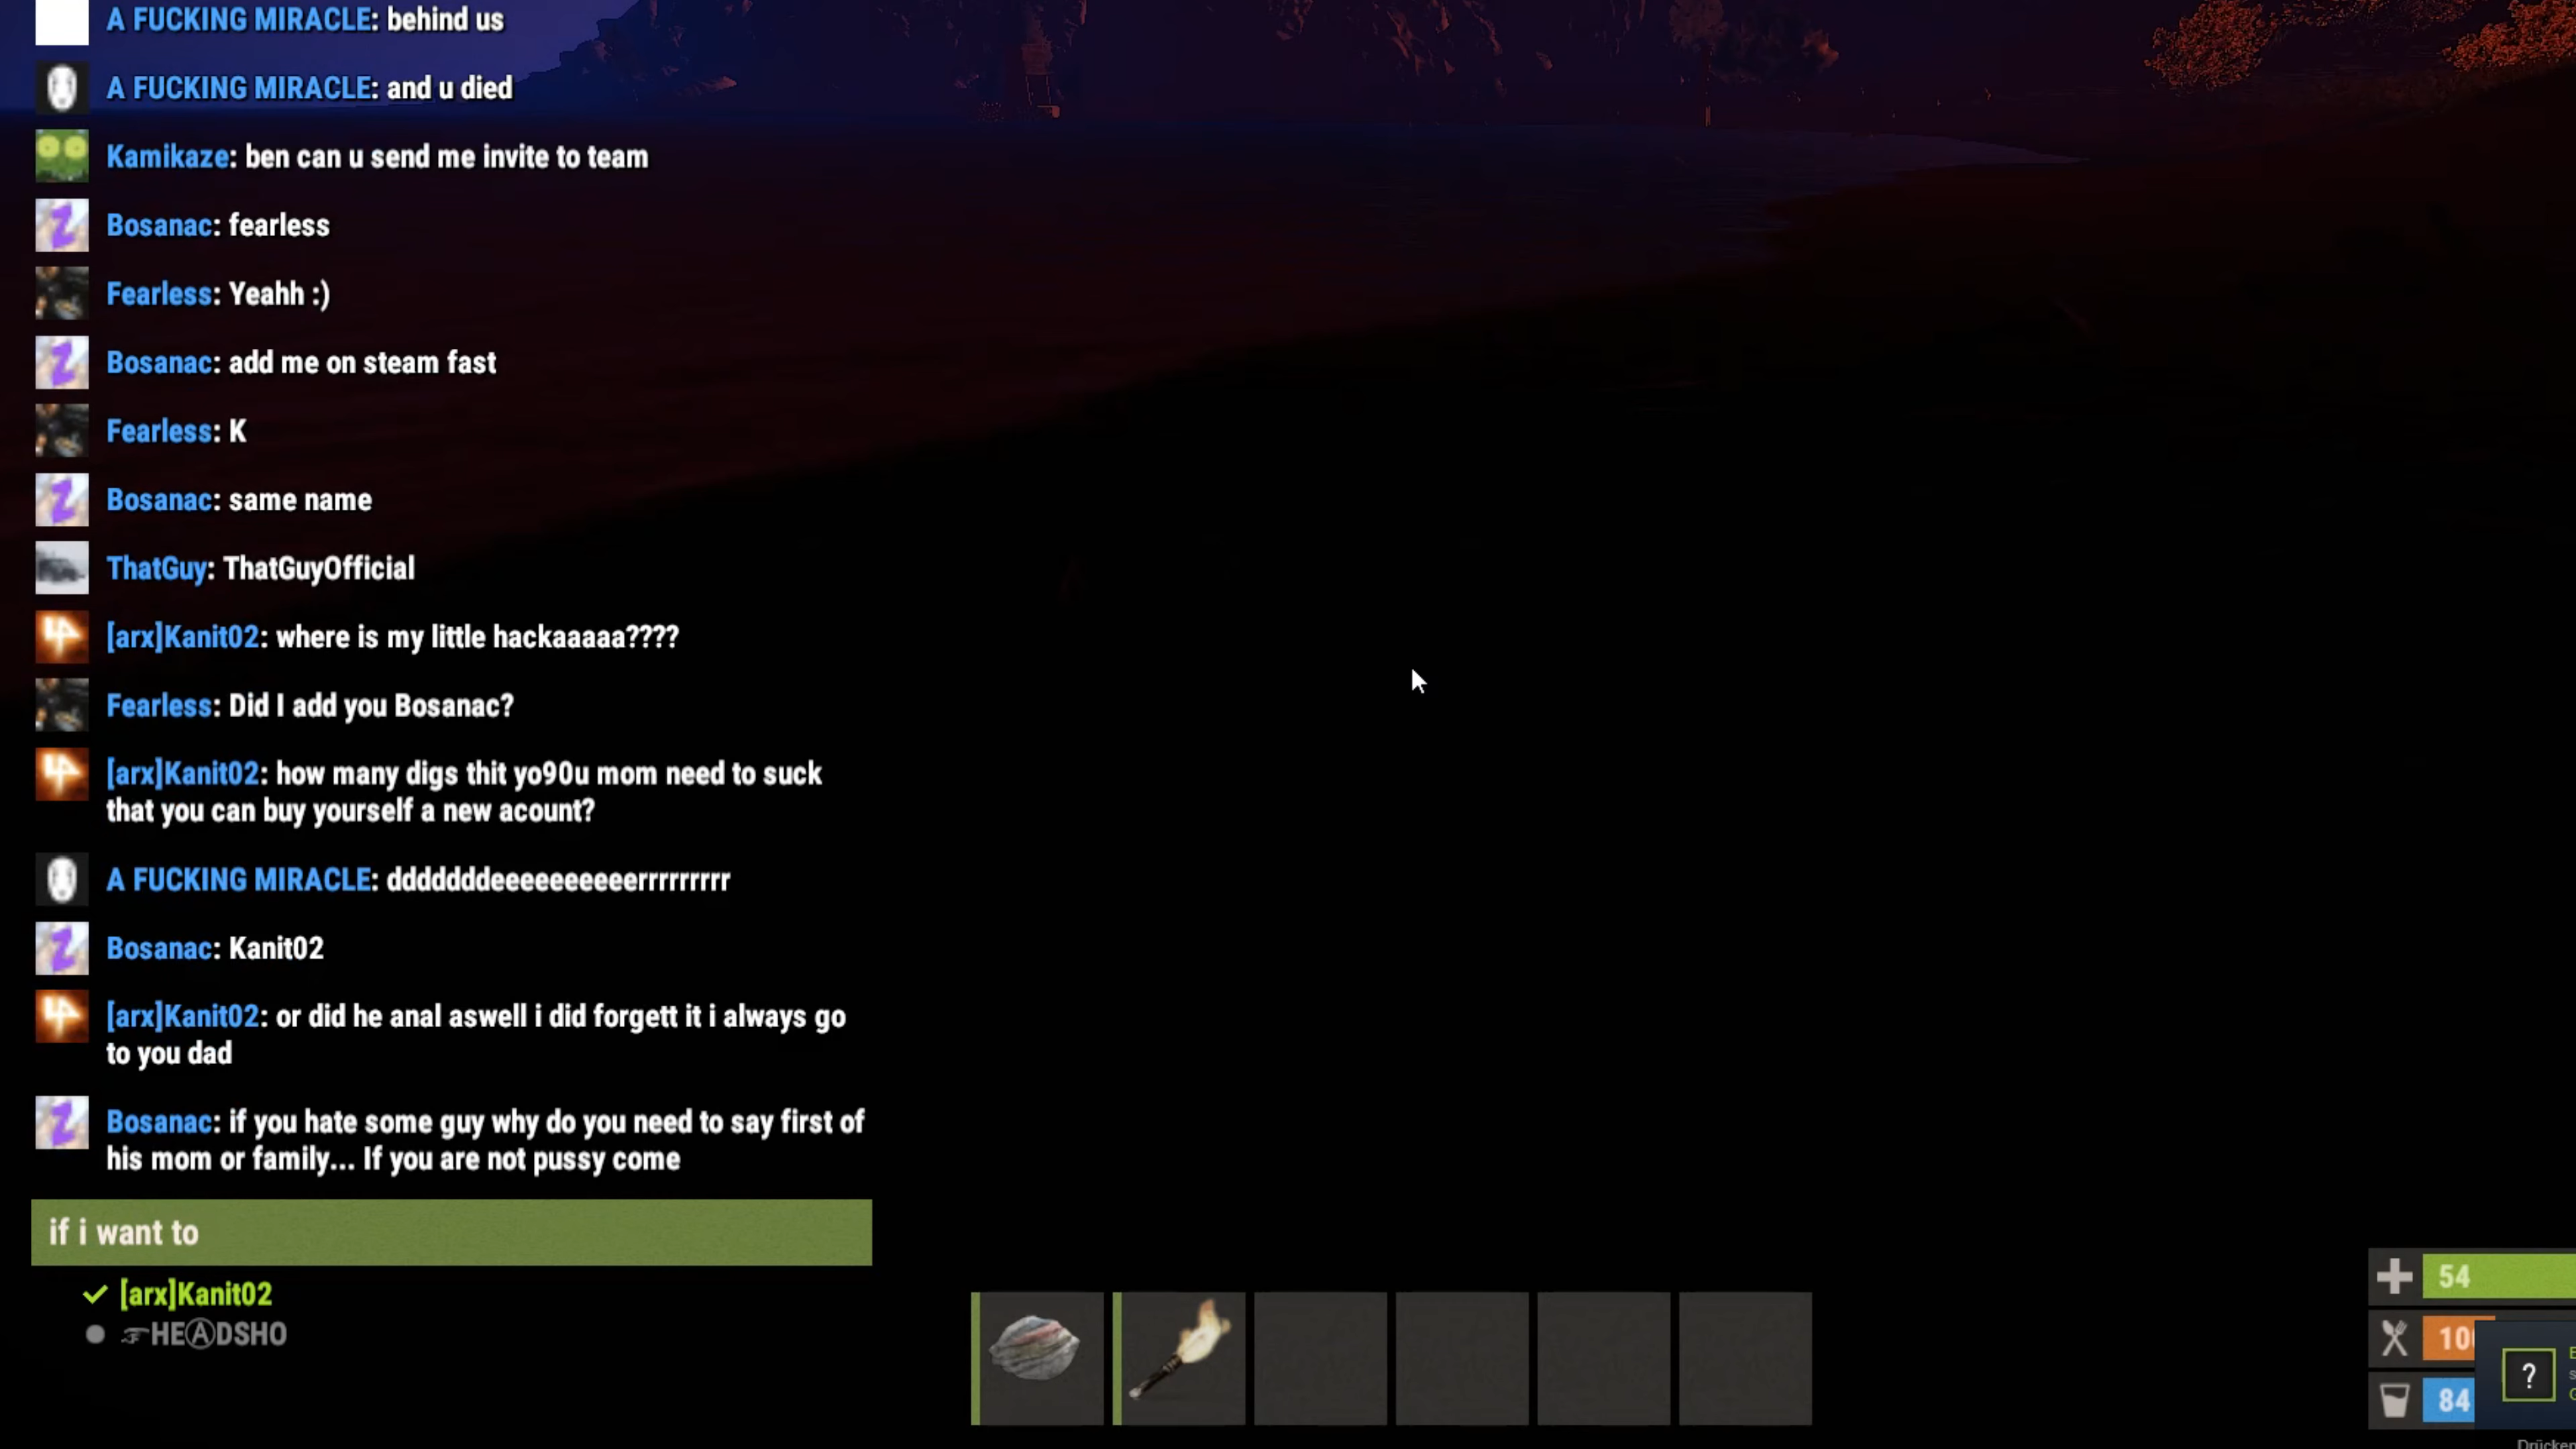 A FUCKING MIRACLE: behind us
A FUCKING MIRACLE: and u died
Kamikaze: ben can u send me invite to team
Bosanac: fearless
Fearless: Yeahh :)
Bosanac: add me on steam fast
Fearless: K
Bosanac: same name
ThatGuy: ThatGuyOfficial
[arx]Kanit02: where is my little hackaaaaa????
Fearless: Did I add you Bosanac?
[arx]Kanit02: how many digs thit yo90u mom need to suck
that you can buy yourself a new acount?
A FUCKING MIRACLE: dddddddeeeeeeeeeerrrrrrrrr
Bosanac: Kanit02
[arx]Kanit02: or did he anal aswell i did forgett it i always go
to you dad
Bosanac: if you hate some guy why do you need to say first of
his mom or family... If you are not pussy come
if i want to
[arx]Kanit02
HEⒶDSHO
54
84
?